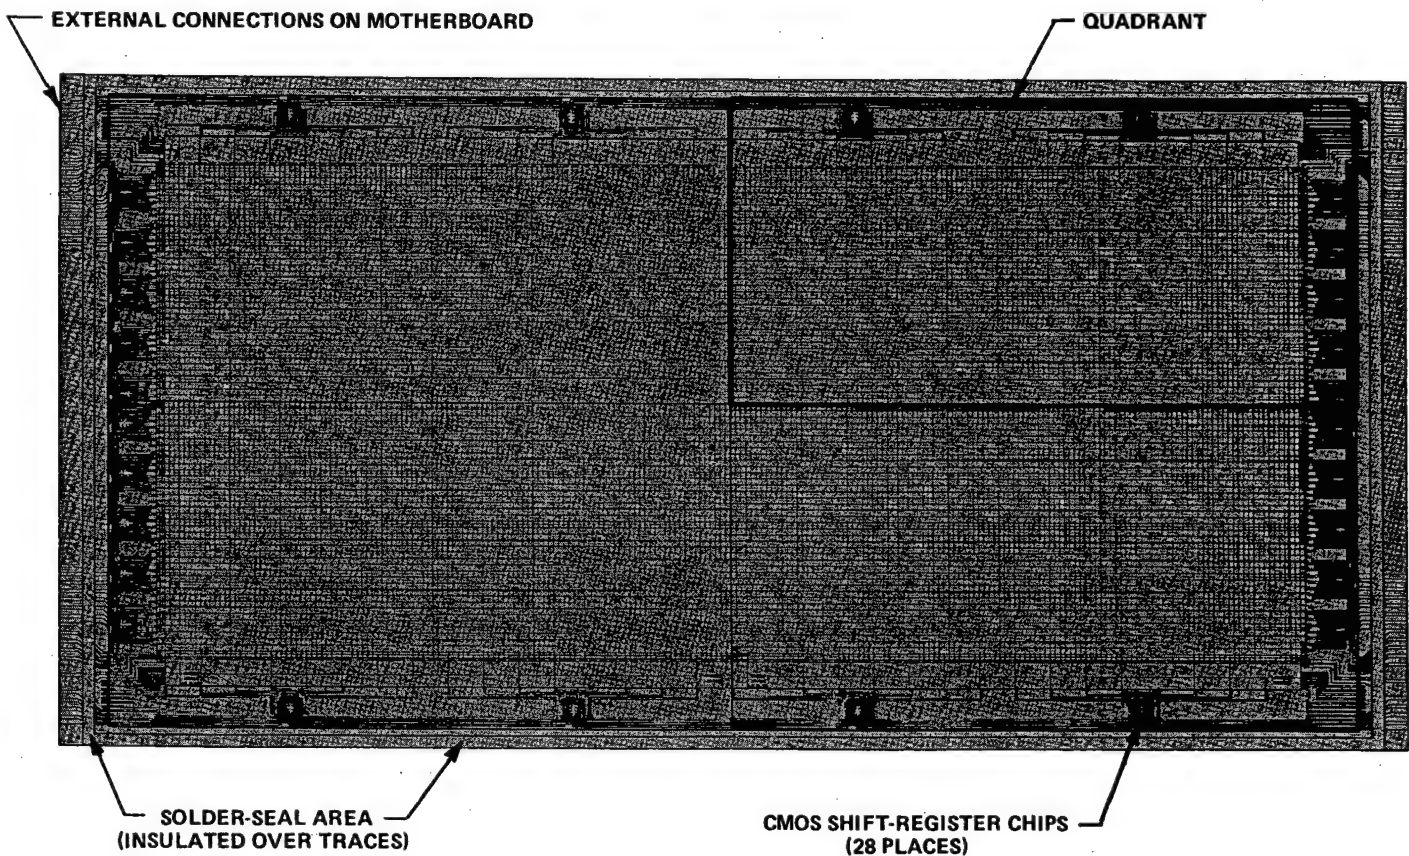 EXTERNAL CONNECTIONS ON MOTHERBOARD
QUADRANT
SOLDER-SEAL AREA
(INSULATED OVER TRACES)
CMOS SHIFT-REGISTER CHIPS
(28 PLACES)